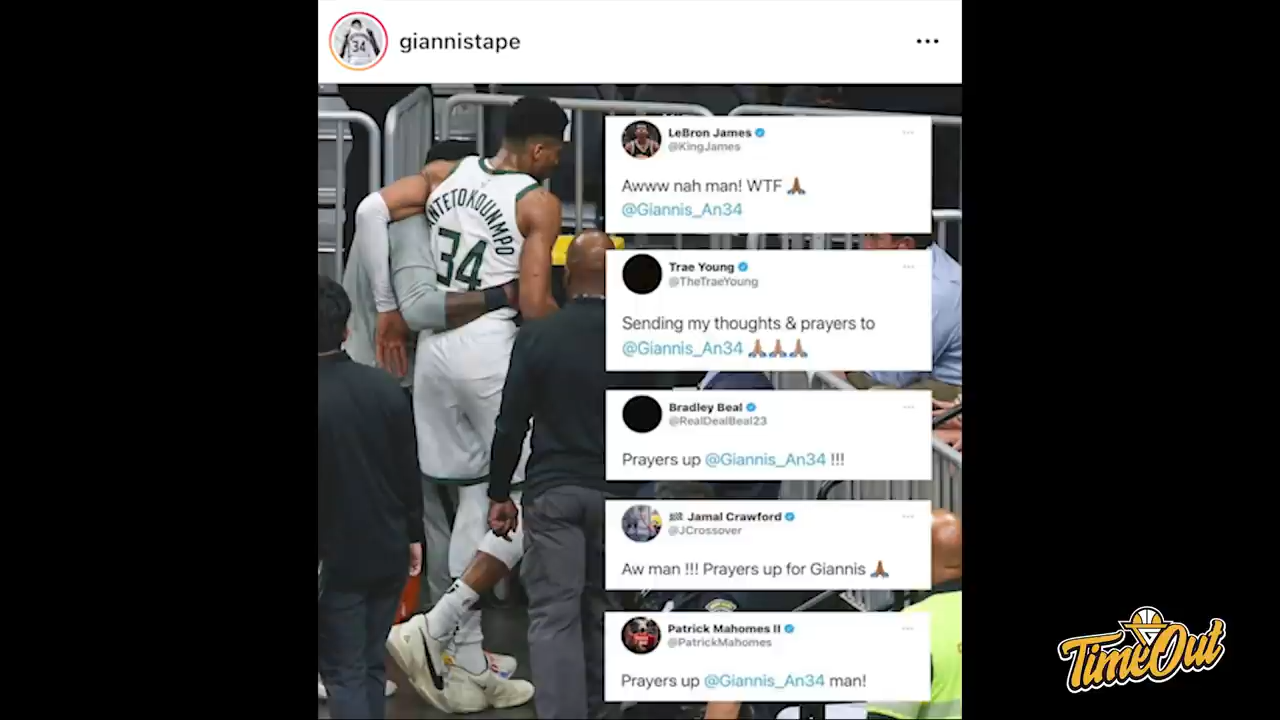 giannistape
LeBron James
@KingJames
Awww nah man! WTF 🙏🏾
@Giannis_An34
Trae Young
@TheTraeYoung
Sending my thoughts & prayers to
@Giannis_An34 🙏🏽🙏🏽🙏🏽
Bradley Beal
@RealDealBeal23
Prayers up @Giannis_An34 !!!
Jamal Crawford
@JCrossover
Aw man !!! Prayers up for Giannis 🙏🏾
Patrick Mahomes II
@PatrickMahomes
Prayers up @Giannis_An34 man!
NTETOKOUNMPO
34
34
TimeOut